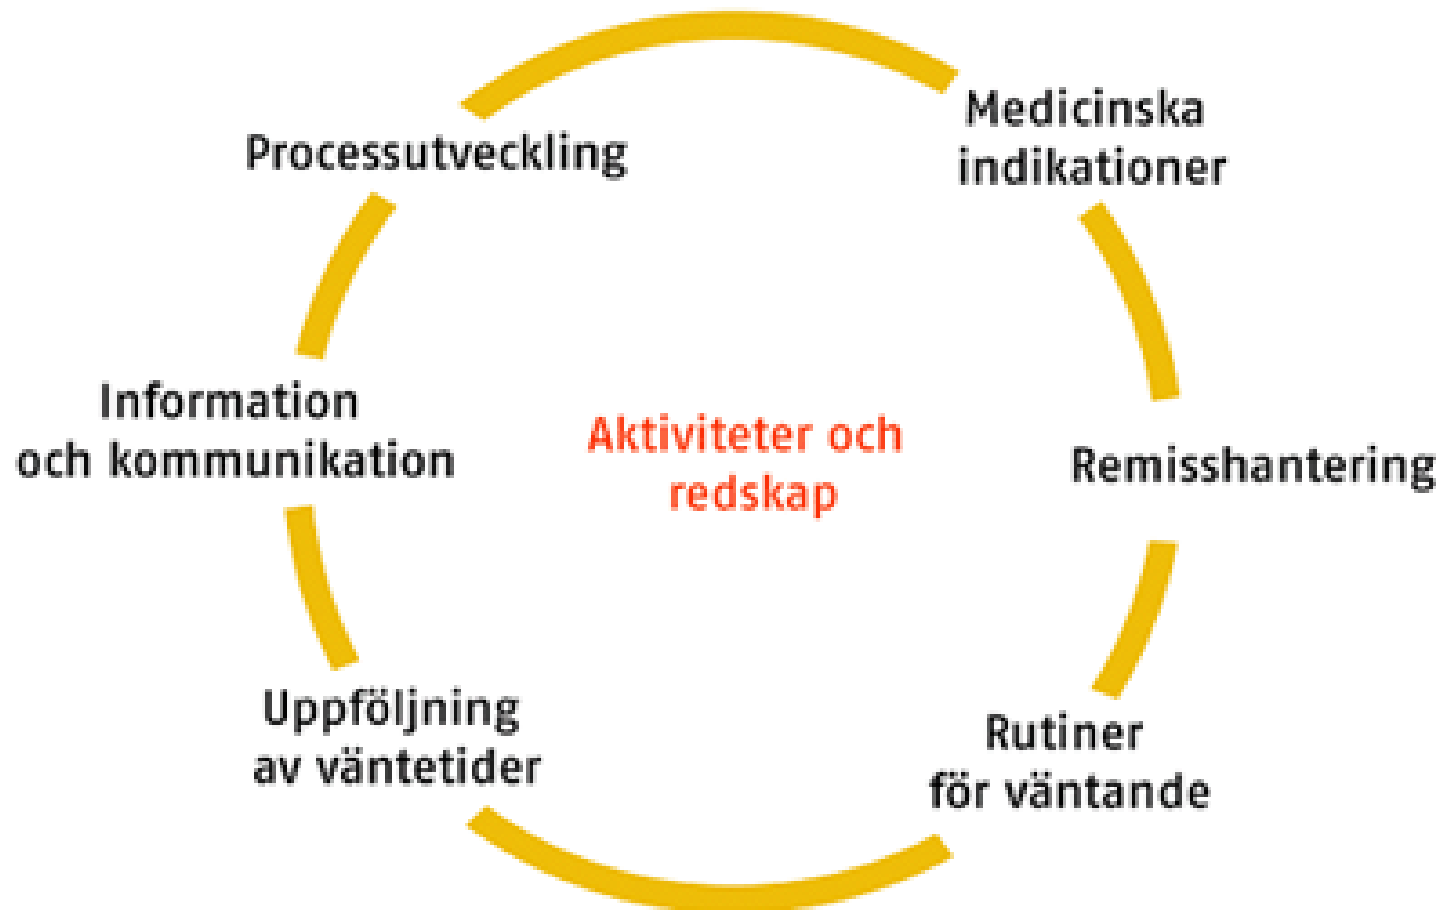 Processutveckling
Medicinska
indikationer
Information
och kommunikation
Aktiviteter och
redskap
Remisshantering
Uppföljning
av väntetider
Rutiner
för väntande